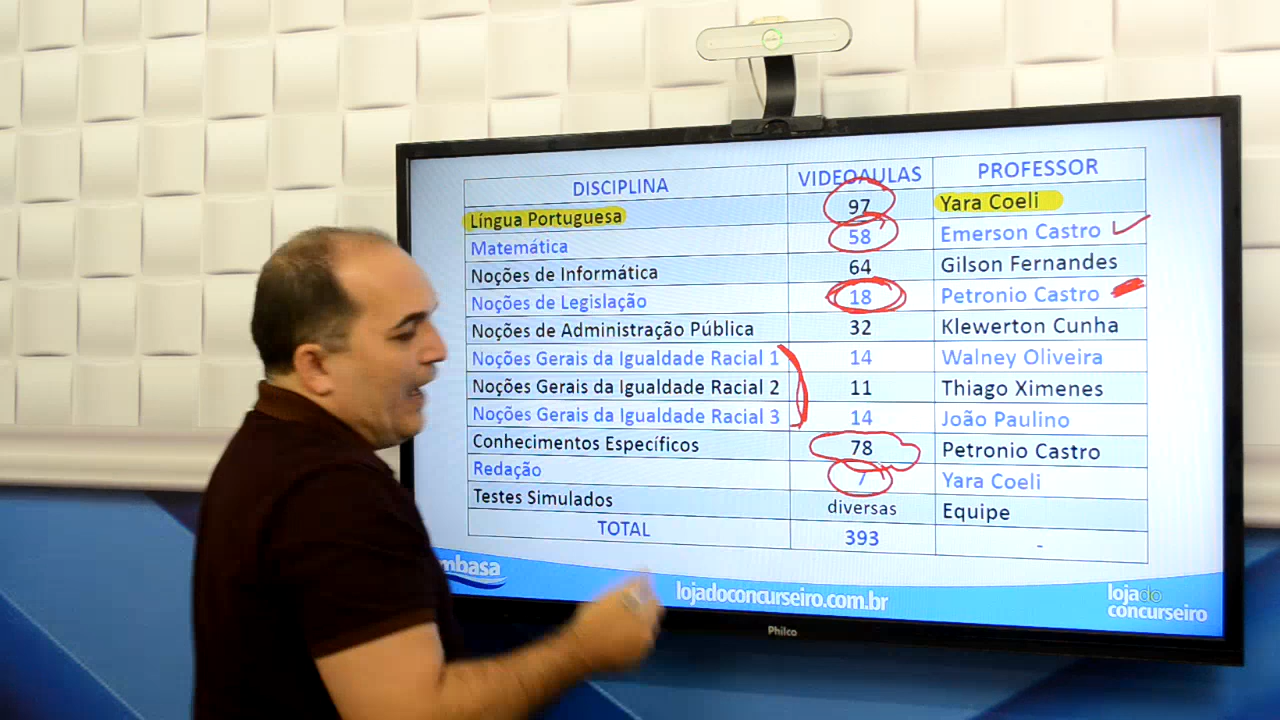 DISCIPLINA VIDEOAULAS PROFESSOR
Língua Portuguesa 97 Yara Coeli
Matemática 58 Emerson Castro
Noções de Informática 64 Gilson Fernandes
Noções de Legislação 18 Petronio Castro
Noções de Administração Pública 32 Klewerton Cunha
Noções Gerais da Igualdade Racial 1 14 Walney Oliveira
Noções Gerais da Igualdade Racial 2 11 Thiago Ximenes
Noções Gerais da Igualdade Racial 3 14 João Paulino
Conhecimentos Específicos 78 Petronio Castro
Redação 7 Yara Coeli
Testes Simulados diversas Equipe
TOTAL 393 -
mbasa
lojadoconcurseiro.com.br
lojado
concurseiro
Philco